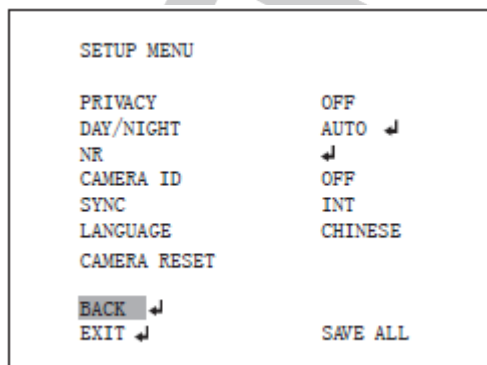 SETUP MENU
PRIVACY OFF
DAY/NIGHT AUTO ↲
NR ↲
CAMERA ID OFF
SYNC INT
LANGUAGE CHINESE
CAMERA RESET
BACK ↲
EXIT ↲ SAVE ALL